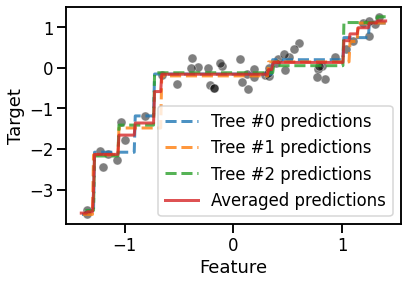 1
0
−1
−2
−3
Target
Tree #0 predictions
Tree #1 predictions
Tree #2 predictions
Averaged predictions
−1 0 1
Feature